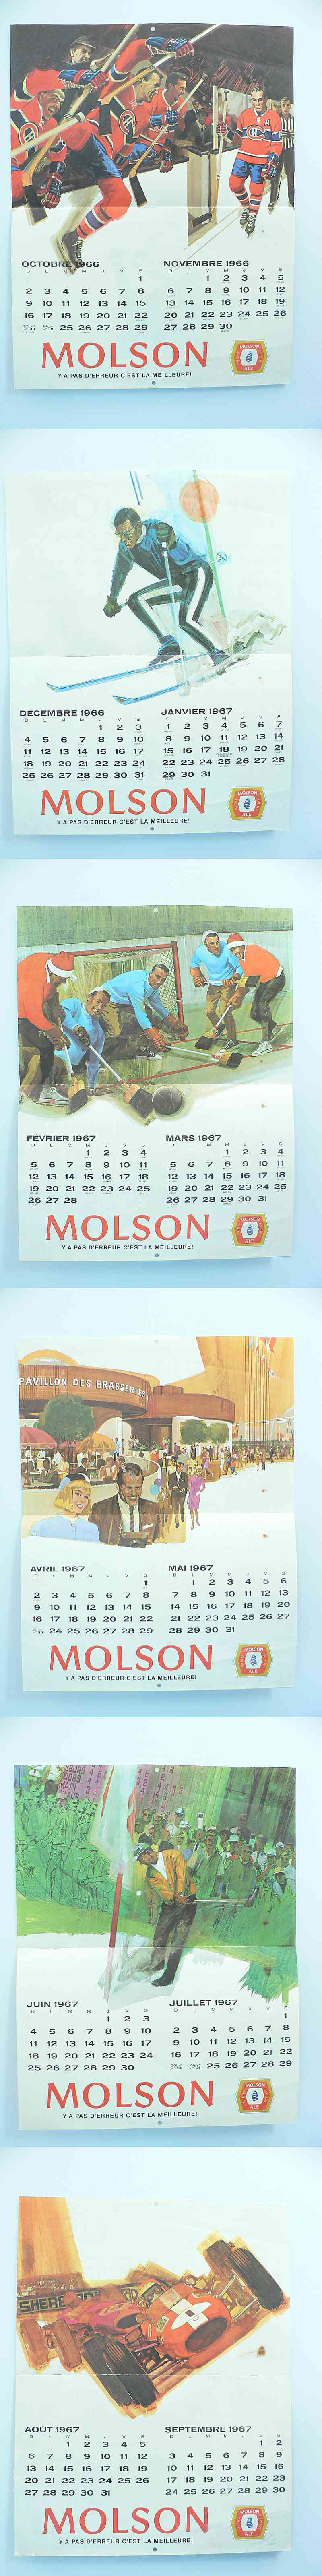 OCTOBRE 1966 NOVEMBRE 1966
D L M M J V S D L M M J V S
1 1 2 3 4 5
2 3 4 5 6 7 8 6 7 8 9 10 11 12
9 10 11 12 13 14 15 13 14 15 16 17 18 19
16 17 18 19 20 21 22 20 21 22 23 24 25 26
25 26 27 28 29 27 28 29 30
MOLSON
MOLSON ALE
Y A PAS D'ERREUR C'EST LA MEILLEURE!
DÉCEMBRE 1966 JANVIER 1967
D L M M J V S D L M M J V S
1 2 3 1 2 3 4 5 6 7
4 5 6 7 8 9 10 8 9 10 11 12 13 14
11 12 13 14 15 16 17 15 16 17 18 19 20 21
18 19 20 21 22 23 24 22 23 24 25 26 27 28
25 26 27 28 29 30 31 29 30 31
MOLSON
MOLSON ALE
Y A PAS D'ERREUR C'EST LA MEILLEURE!
FÉVRIER 1967 MARS 1967
D L M M J V S D L M M J V S
1 2 3 4 1 2 3 4
5 6 7 8 9 10 11 5 6 7 8 9 10 11
12 13 14 15 16 17 18 12 13 14 15 16 17 18
19 20 21 22 23 24 25 19 20 21 22 23 24 25
26 27 28 26 27 28 29 30 31
MOLSON
MOLSON ALE
Y A PAS D'ERREUR C'EST LA MEILLEURE!
PAVILLON DES BRASSERIES
AVRIL 1967 MAI 1967
D L M M J V S D L M M J V S
1 1 2 3 4 5 6
2 3 4 5 6 7 8 7 8 9 10 11 12 13
9 10 11 12 13 14 15 14 15 16 17 18 19 20
16 17 18 19 20 21 22 21 22 23 24 25 26 27
24 25 26 27 28 29 28 29 30 31
MOLSON
MOLSON ALE
Y A PAS D'ERREUR C'EST LA MEILLEURE!
JUIN 1967 JUILLET 1967
D L M M J V S D L M M J V S
1 2 3 1
4 5 6 7 8 9 10 2 3 4 5 6 7 8
11 12 13 14 15 16 17 9 10 11 12 13 14 15
18 19 20 21 22 23 24 16 17 18 19 20 21 22
25 26 27 28 29 30 25 26 27 28 29
MOLSON
MOLSON ALE
Y A PAS D'ERREUR C'EST LA MEILLEURE!
SHERE
AOÛT 1967 SEPTEMBRE 1967
D L M M J V S D L M M J V S
1 2 3 4 5 1 2
6 7 8 9 10 11 12 3 4 5 6 7 8 9
13 14 15 16 17 18 19 10 11 12 13 14 15 16
20 21 22 23 24 25 26 17 18 19 20 21 22 23
27 28 29 30 31 24 25 26 27 28 29 30
MOLSON
MOLSON ALE
Y A PAS D'ERREUR C'EST LA MEILLEURE!